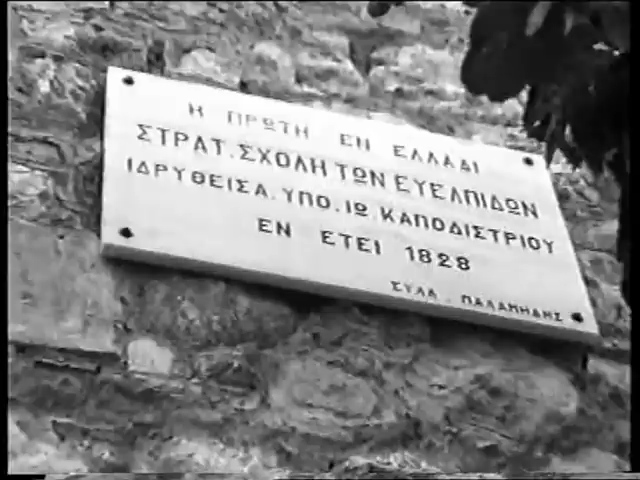 Η ΠΡΩΤΗ ΕΝ ΕΛΛΑΔΙ
ΣΤΡΑΤ. ΣΧΟΛΗ ΤΩΝ ΕΥΕΛΠΙΔΩΝ
ΙΔΡΥΘΕΙΣΑ. ΥΠΟ. ΙΩ. ΚΑΠΟΔΙΣΤΡΙΟΥ
ΕΝ ΕΤΕΙ 1828
ΣΥΛΛ. ΠΑΛΑΜΗΔΗΣ